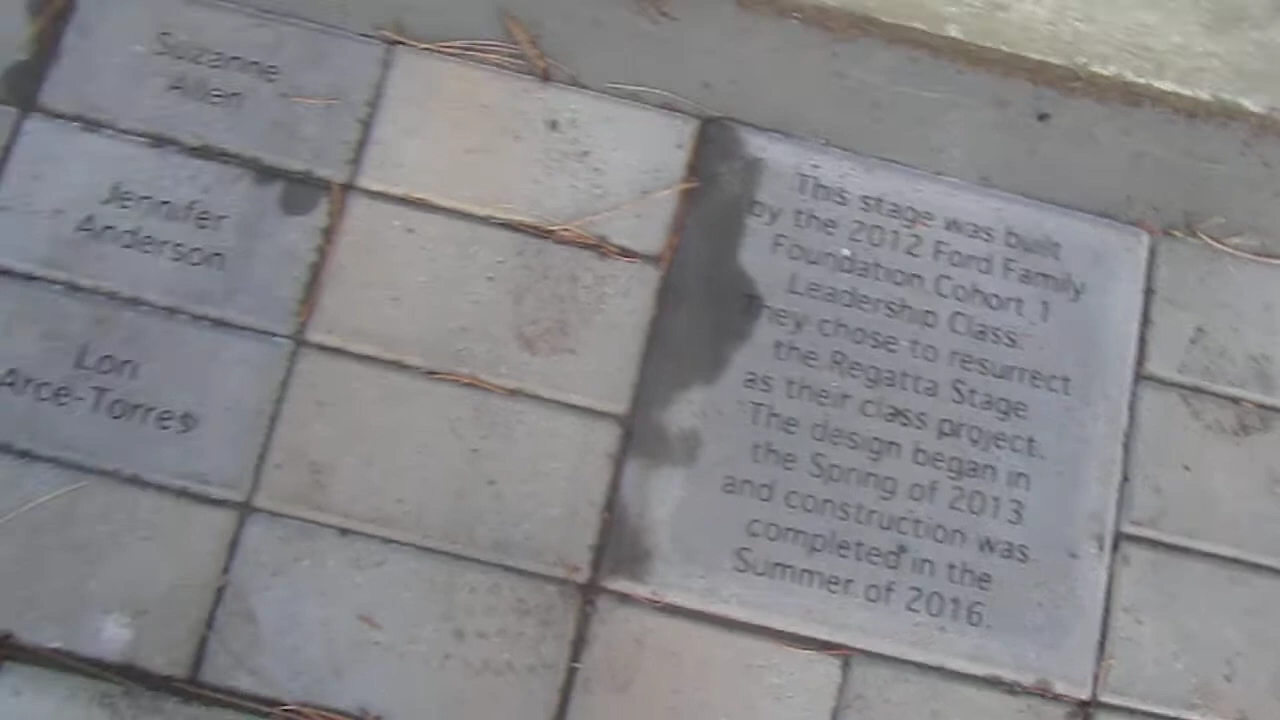 Suzanne
Allen
Jennifer
Anderson
Lori
Arce-Torres
This stage was built
by the 2012 Ford Family
Foundation Cohort 1
Leadership Class.
They chose to resurrect
the Regatta Stage
as their class project.
The design began in
the Spring of 2013
and construction was
completed in the
Summer of 2016.